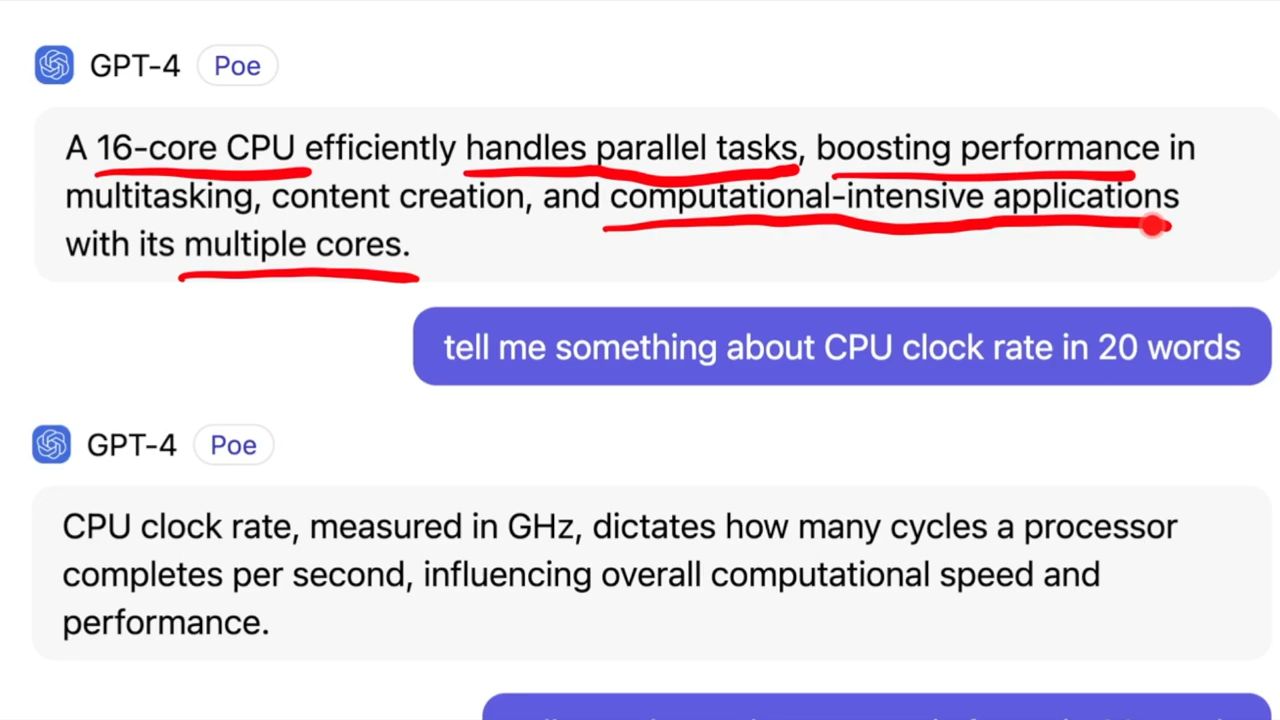 GPT-4 Poe
A 16-core CPU efficiently handles parallel tasks, boosting performance in
multitasking, content creation, and computational-intensive applications
with its multiple cores.
tell me something about CPU clock rate in 20 words
GPT-4 Poe
CPU clock rate, measured in GHz, dictates how many cycles a processor
completes per second, influencing overall computational speed and
performance.